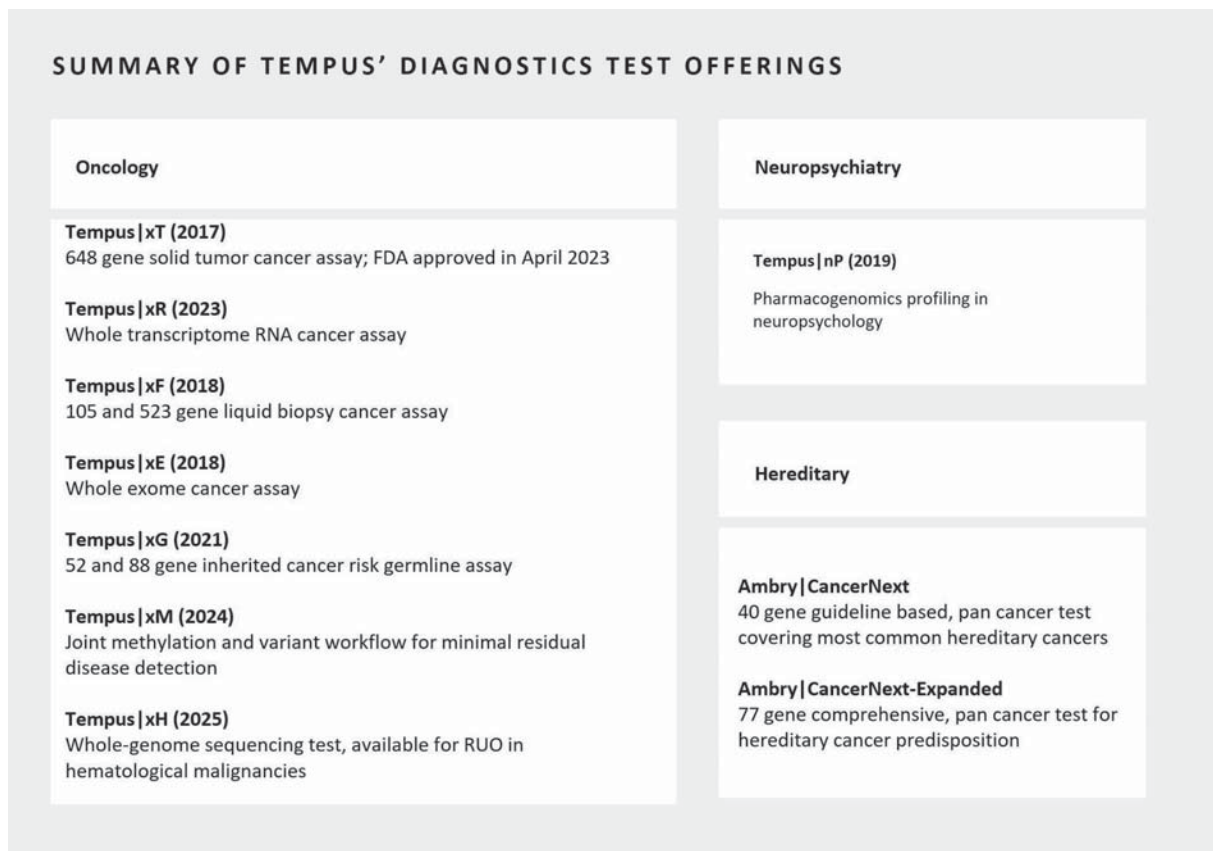 SUMMARY OF TEMPUS’ DIAGNOSTICS TEST OFFERINGS
Oncology
Tempus|xT (2017)
648 gene solid tumor cancer assay; FDA approved in April 2023
Tempus|xR (2023)
Whole transcriptome RNA cancer assay
Tempus|xF (2018)
105 and 523 gene liquid biopsy cancer assay
Tempus|xE (2018)
Whole exome cancer assay
Tempus|xG (2021)
52 and 88 gene inherited cancer risk germline assay
Tempus|xM (2024)
Joint methylation and variant workflow for minimal residual
disease detection
Tempus|xH (2025)
Whole-genome sequencing test, available for RUO in
hematological malignancies
Neuropsychiatry
Tempus|nP (2019)
Pharmacogenomics profiling in
neuropsychology
Hereditary
Ambry|CancerNext
40 gene guideline based, pan cancer test
covering most common hereditary cancers
Ambry|CancerNext-Expanded
77 gene comprehensive, pan cancer test for
hereditary cancer predisposition